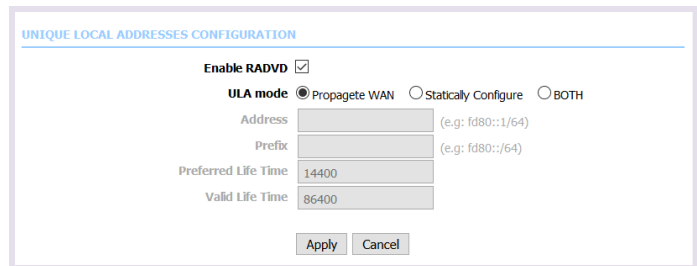 UNIQUE LOCAL ADDRESSES CONFIGURATION
Enable RADVD
ULA mode Propagete WAN Statically Configure BOTH
Address (e.g: fd80::1/64)
Prefix (e.g: fd80::/64)
Preferred Life Time 14400
Valid Life Time 86400
Apply Cancel